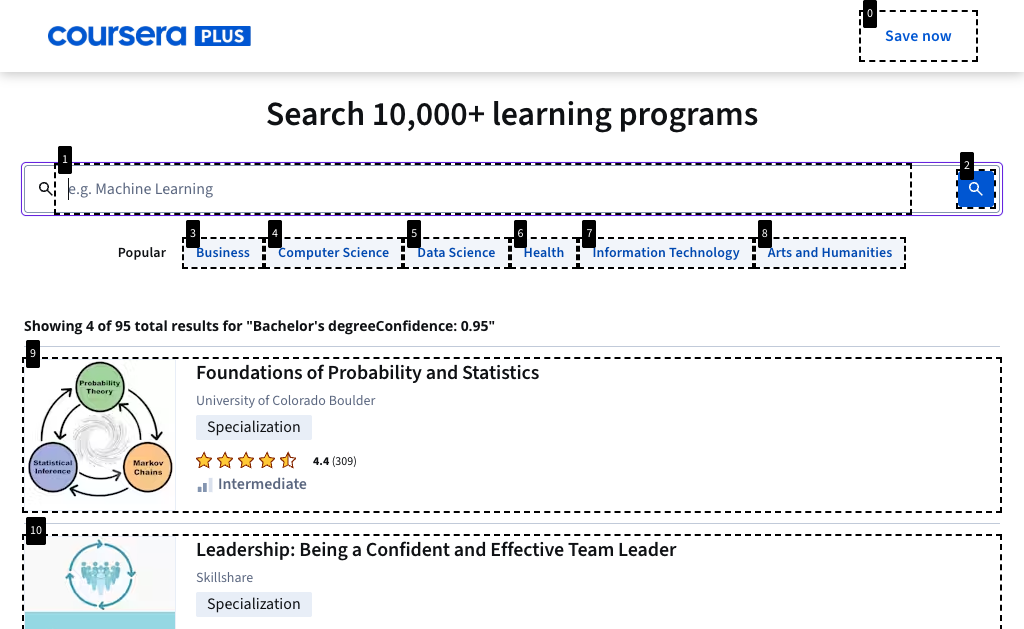 coursera PLUS
0
Save now
Search 10,000+ learning programs
1
e.g. Machine Learning
2
Popular
3
Business
4
Computer Science
5
Data Science
6
Health
7
Information Technology
8
Arts and Humanities
Showing 4 of 95 total results for "Bachelor's degreeConfidence: 0.95"
9
Probability
Theory
Statistical
Inference
Markov
Chains
Foundations of Probability and Statistics
University of Colorado Boulder
Specialization
4.4 (309)
Intermediate
10
Leadership: Being a Confident and Effective Team Leader
Skillshare
Specialization